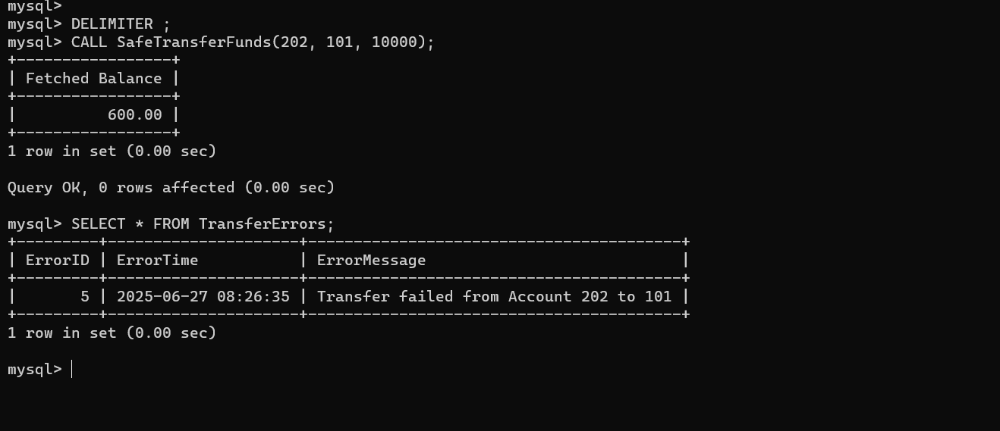 mysql>
mysql> DELIMITER ;
mysql> CALL SafeTransferFunds(202, 101, 10000);
+-----------------+
| Fetched Balance |
+-----------------+
|          600.00 |
+-----------------+
1 row in set (0.00 sec)

Query OK, 0 rows affected (0.00 sec)

mysql> SELECT * FROM TransferErrors;
+---------+---------------------+-----------------------------------------+
| ErrorID | ErrorTime           | ErrorMessage                            |
+---------+---------------------+-----------------------------------------+
|       5 | 2025-06-27 08:26:35 | Transfer failed from Account 202 to 101 |
+---------+---------------------+-----------------------------------------+
1 row in set (0.00 sec)

mysql>